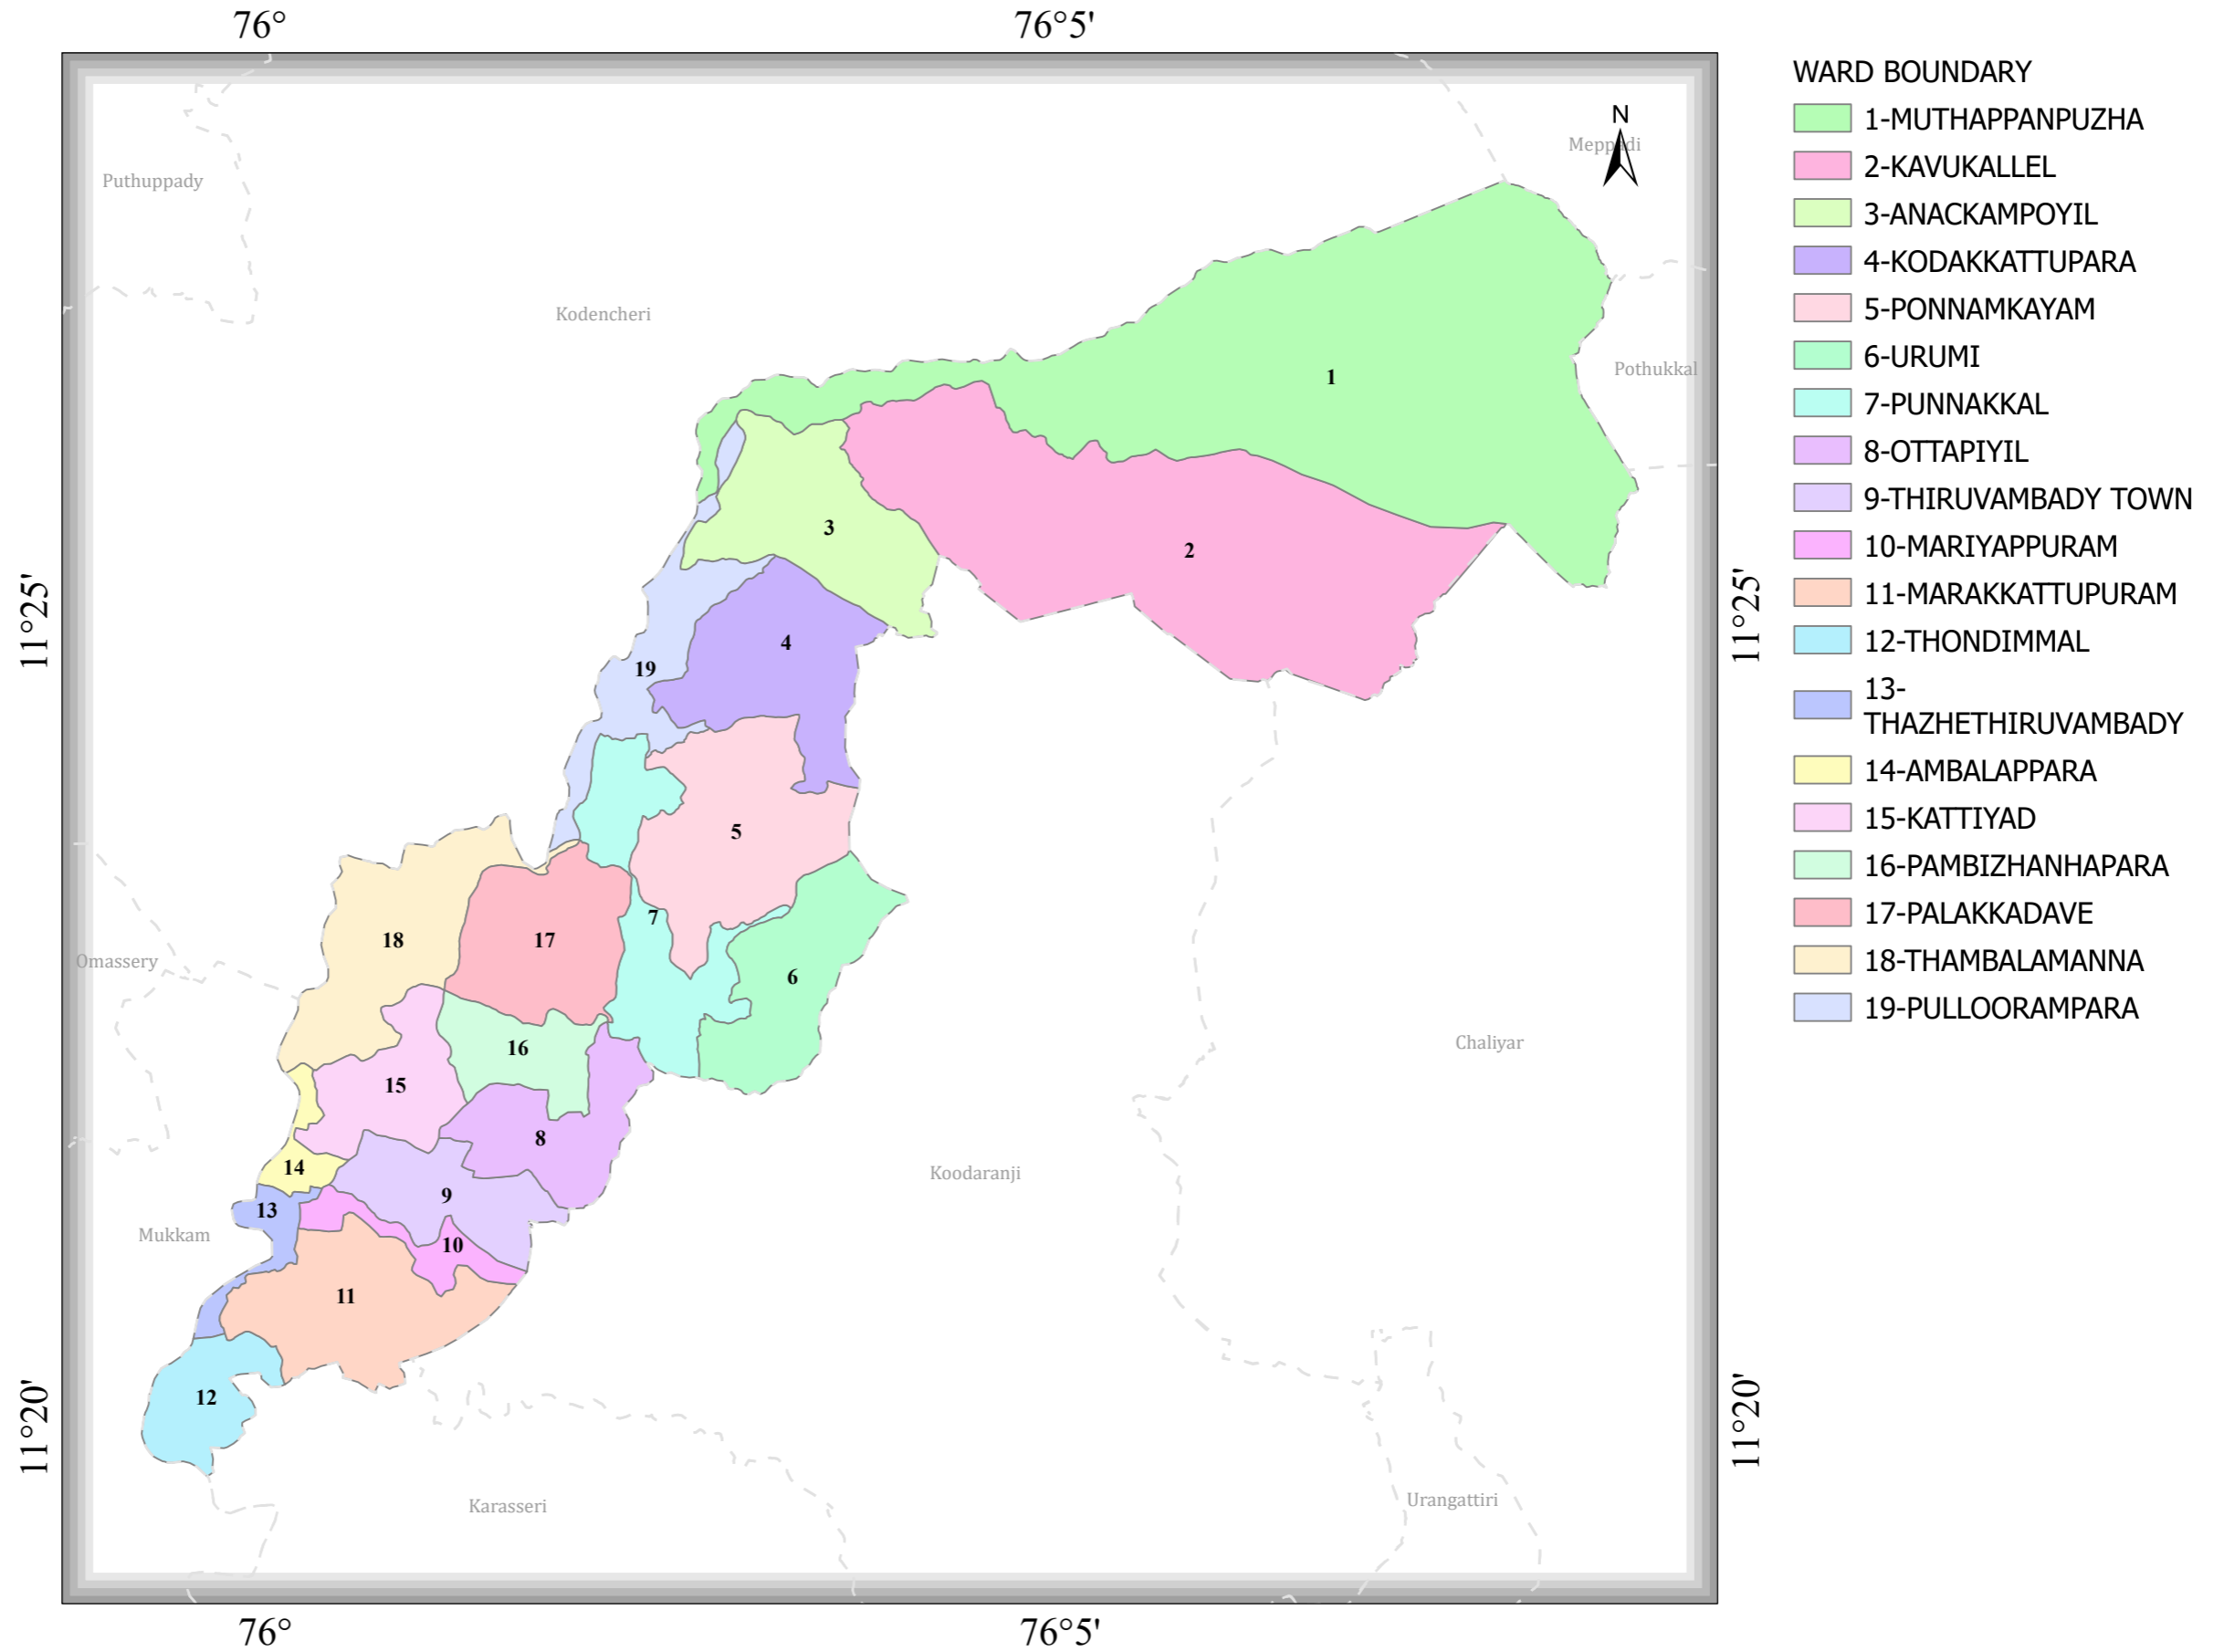 76°
76°5'
WARD BOUNDARY
1-MUTHAPPANPUZHA
2-KAVUKALLEL
3-ANACKAMPOYIL
4-KODAKKATTUPARA
5-PONNAMKAYAM
6-URUMI
7-PUNNAKKAL
8-OTTAPIYIL
9-THIRUVAMBADY TOWN
10-MARIYAPPURAM
11-MARAKKATTUPURAM
12-THONDIMMAL
13-
THAZHETHIRUVAMBADY
14-AMBALAPPARA
15-KATTIYAD
16-PAMBIZHANHAPARA
17-PALAKKADAVE
18-THAMBALAMANNA
19-PULLOORAMPARA
N
Meppadi
Puthuppady
Kodencheri
Pothukkal
1
3
2
11°25'
11°25'
4
19
5
7
18
17
Omassery
6
16
Chaliyar
15
8
14
Koodaranji
9
13
Mukkam
10
11
12
11°20'
11°20'
Karasseri
Urangattiri
76°
76°5'